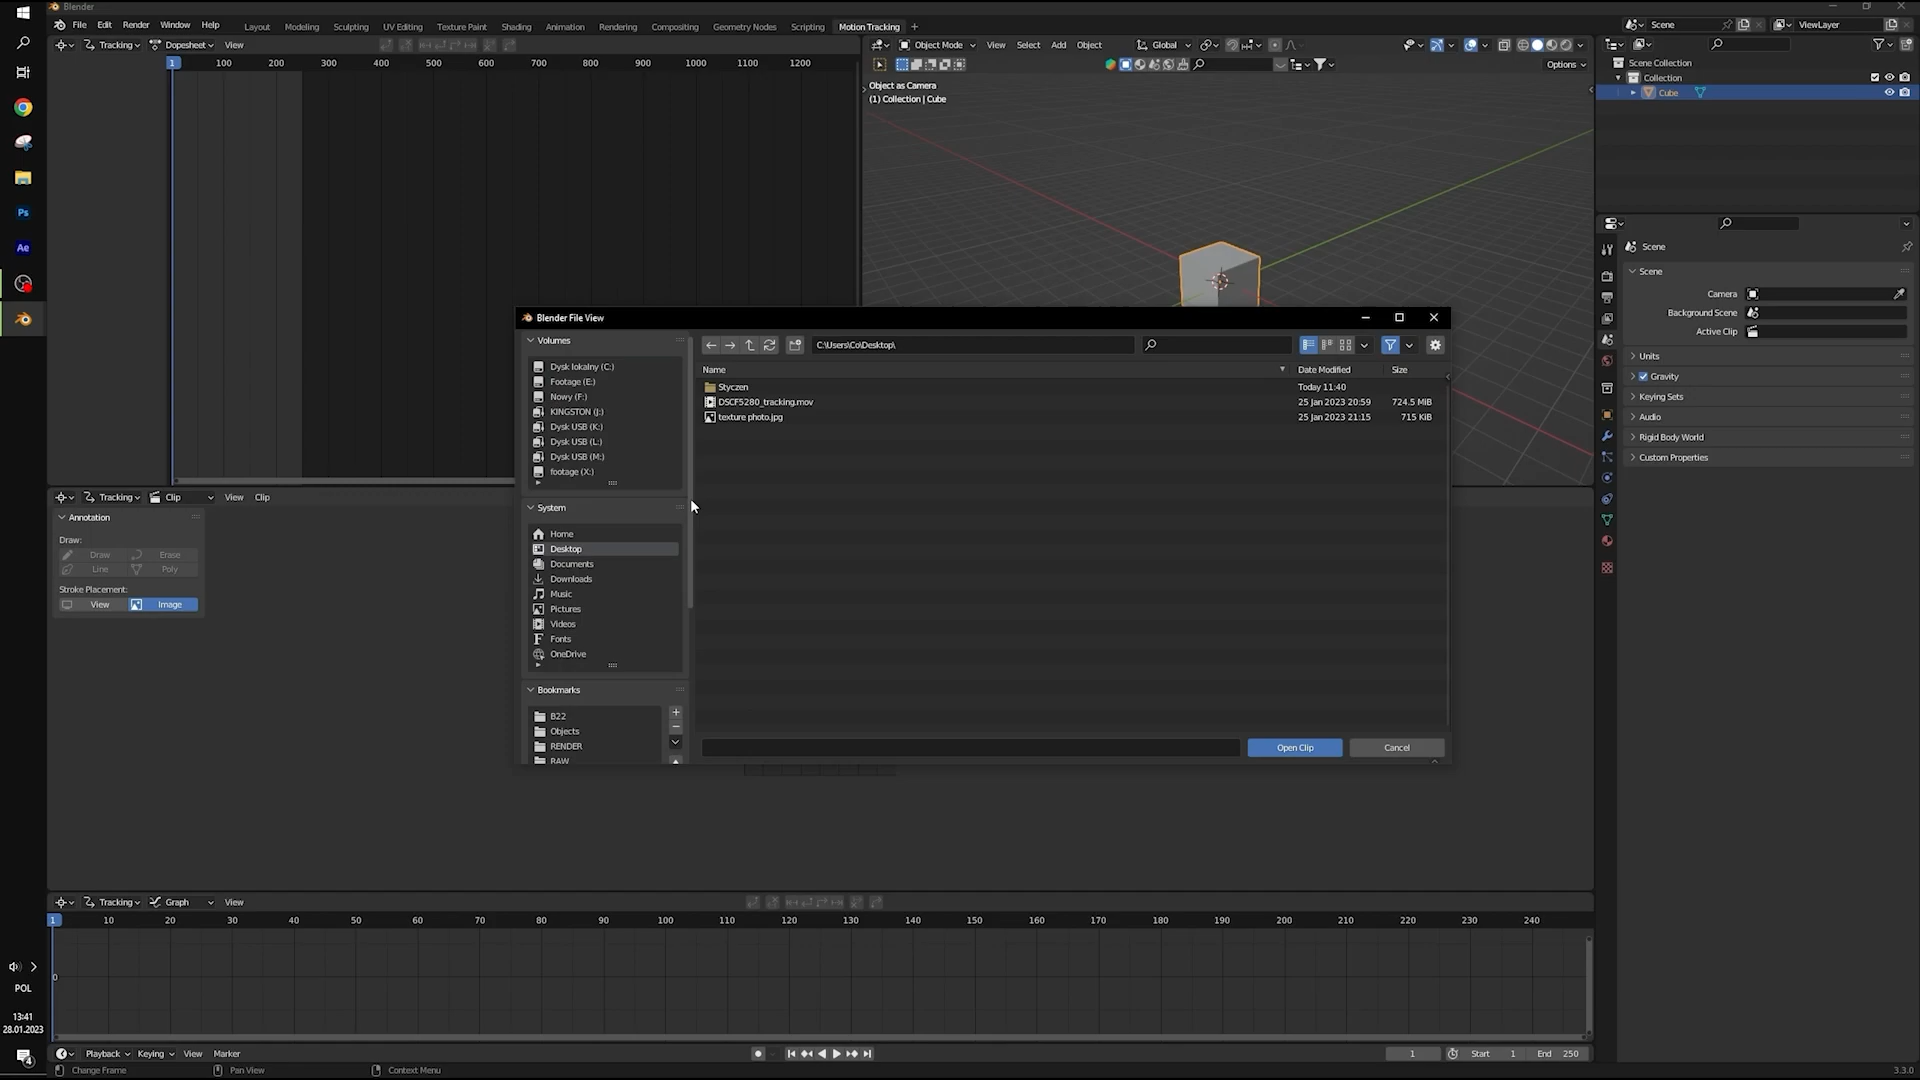 Blender
File Edit Render Window Help
Layout Modeling Sculpting UV Editing Texture Paint Shading Animation Rendering Compositing Geometry Nodes Scripting Motion Tracking +
Scene
ViewLayer
Tracking Dopesheet View
1 100 200 300 400 500 600 700 800 900 1000 1100 1200
Object Mode View Select Add Object Global
Options
Object as Camera
(1) Collection | Cube
Scene Collection
Collection
Cube
Scene
Scene
Camera
Background Scene
Active Clip
Units
Gravity
Keying Sets
Audio
Rigid Body World
Custom Properties
Ps
Ae
Blender File View
Volumes
Dysk lokalny (C:)
Footage (E:)
Nowy (F:)
KINGSTON (J:)
Dysk USB (K:)
Dysk USB (L:)
Dysk USB (M:)
footage (X:)
System
Home
Desktop
Documents
Downloads
Music
Pictures
Videos
Fonts
OneDrive
Bookmarks
B22
Objects
RENDER
RAW
C:\Users\Co\Desktop\
Name Date Modified Size
Styczen Today 11:40
DSCF5280_tracking.mov 25 Jan 2023 20:59 724.5 MiB
texture photo.jpg 25 Jan 2023 21:15 715 KiB
Open Clip Cancel
Tracking Clip View Clip
Annotation
Draw:
Draw Erase
Line Poly
Stroke Placement:
View Image
Tracking Graph View
1 10 20 30 40 50 60 70 80 90 100 110 120 130 140 150 160 170 180 190 200 210 220 230 240
0
POL
13:41
28.01.2023
4
Playback Keying View Marker
1 Start 1 End 250
Change Frame Pan View Context Menu
3.3.0